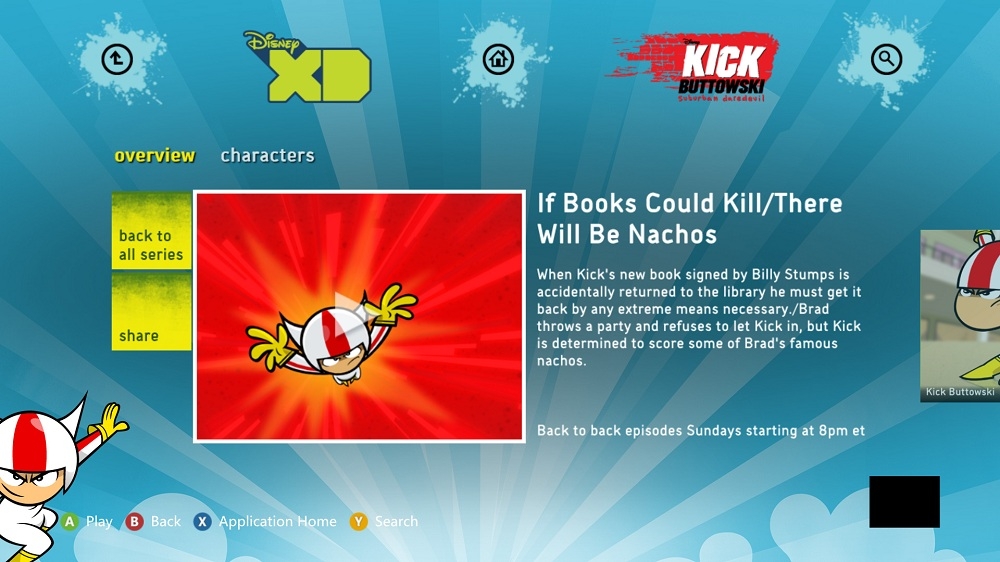 Disney
XD
Disney
KICK
BUTTOWSKI
suburban daredevil
overview characters
back to
all series
share
If Books Could Kill/There
Will Be Nachos
When Kick's new book signed by Billy Stumps is
accidentally returned to the library he must get it
back by any extreme means necessary./Brad
throws a party and refuses to let Kick in, but Kick
is determined to score some of Brad's famous
nachos.
Back to back episodes Sundays starting at 8pm et
Kick Buttowski
A Play B Back X Application Home Y Search